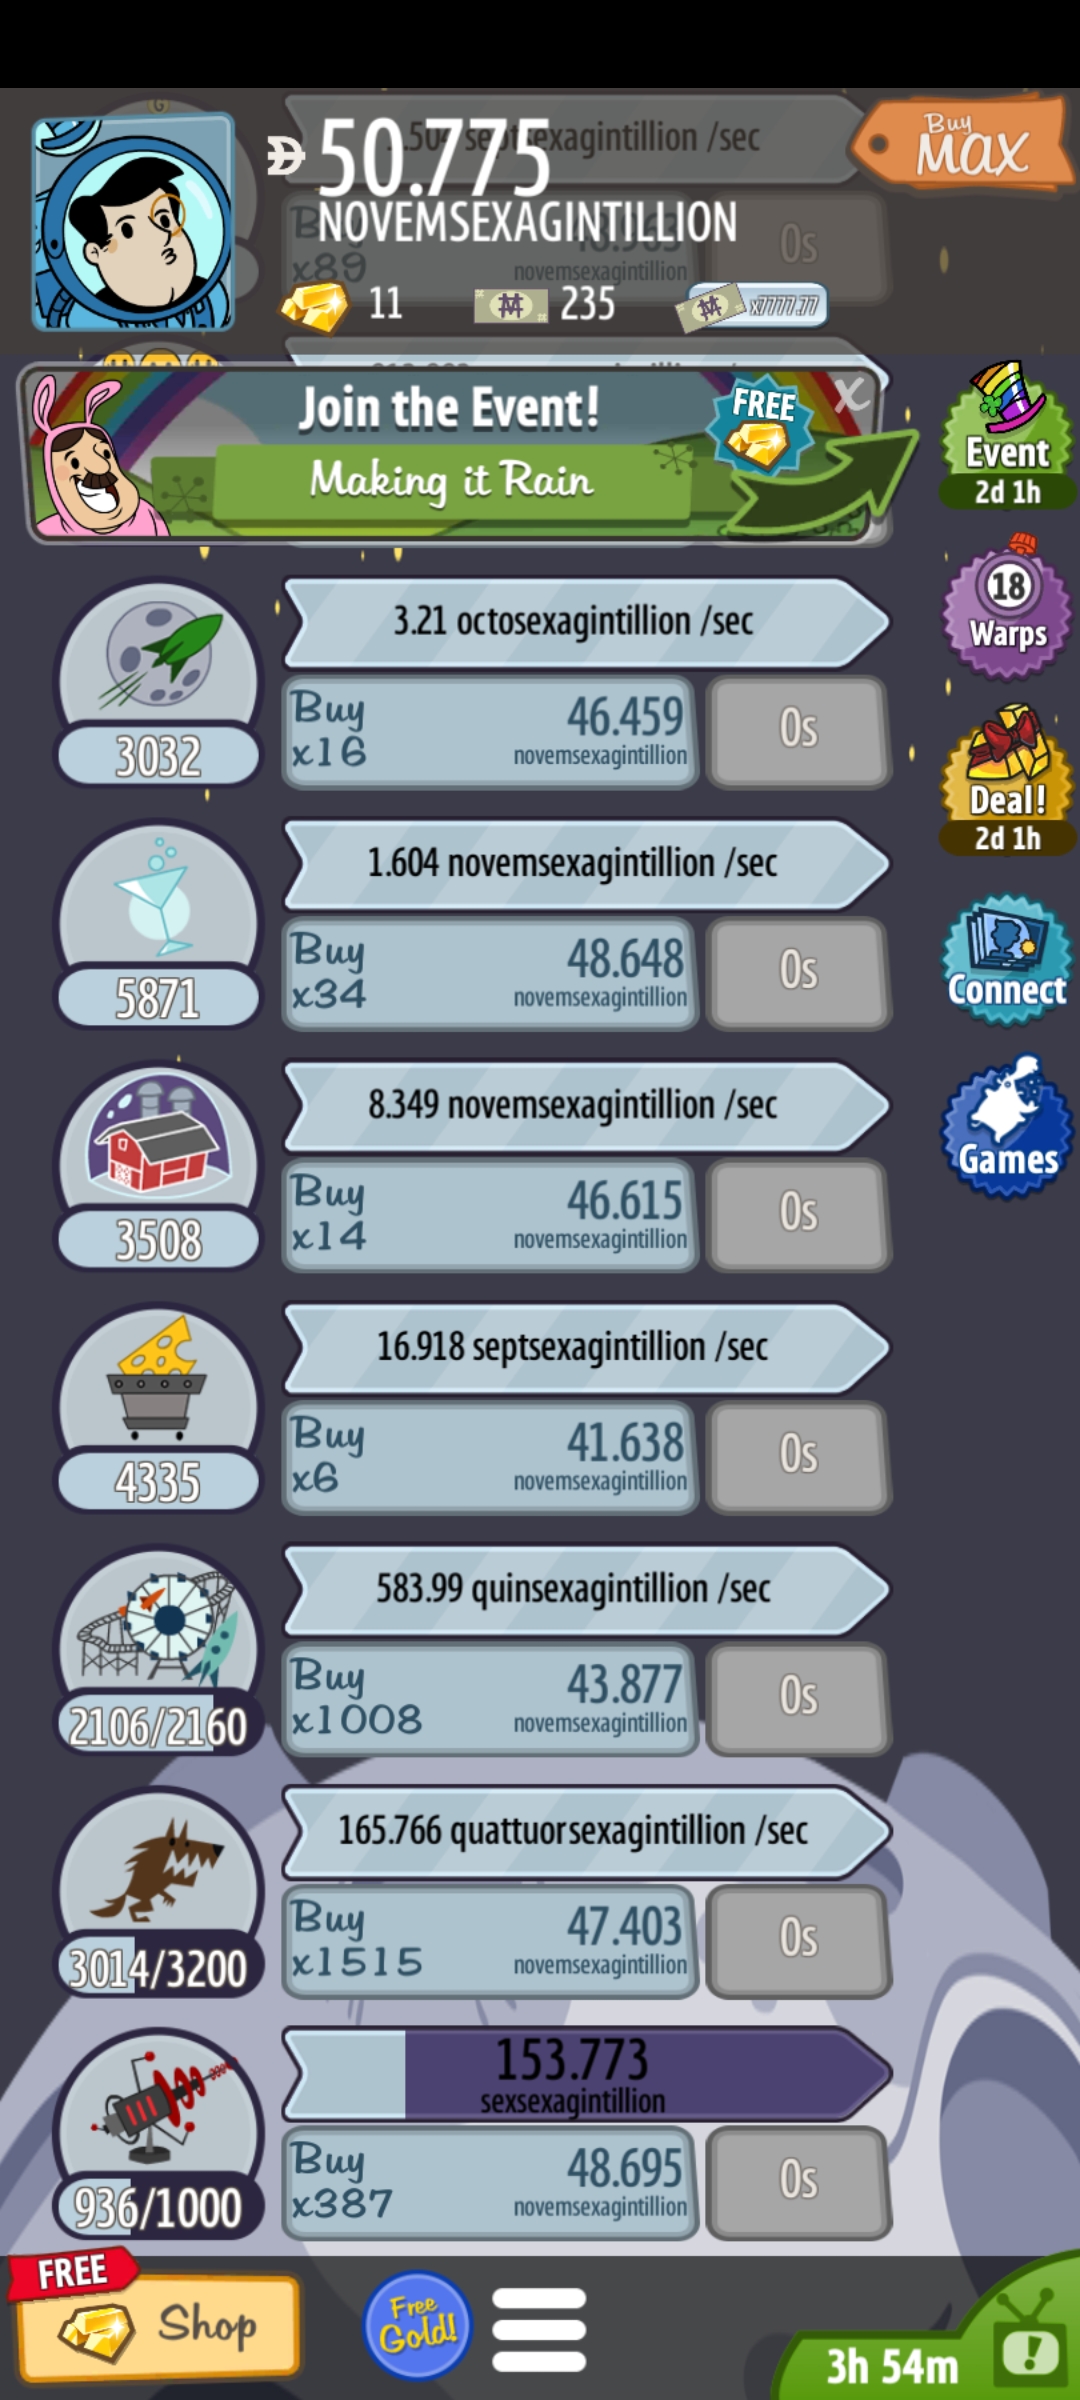 50.775
NOVEMSEXAGINTILLION
Buy
MAX
0s
x89
novemsexagintillion
11
235
x7777.77
Join the Event!
Making it Rain
FREE
X
Event
2d 1h
3.21 octosexagintillion /sec
Buy
x16
46.459
novemsexagintillion
0s
3032
18
Warps
1.604 novemsexagintillion /sec
Buy
x34
48.648
novemsexagintillion
0s
5871
Deal!
2d 1h
8.349 novemsexagintillion /sec
Buy
x14
46.615
novemsexagintillion
0s
3508
Connect
Games
16.918 septsexagintillion /sec
Buy
x6
41.638
novemsexagintillion
0s
4335
583.99 quinsexagintillion /sec
Buy
x1008
43.877
novemsexagintillion
0s
2106/2160
165.766 quattuorsexagintillion /sec
Buy
x1515
47.403
novemsexagintillion
0s
3014/3200
153.773
sexsexagintillion
Buy
x387
48.695
novemsexagintillion
0s
936/1000
FREE
Shop
Free
Gold!
3h 54m